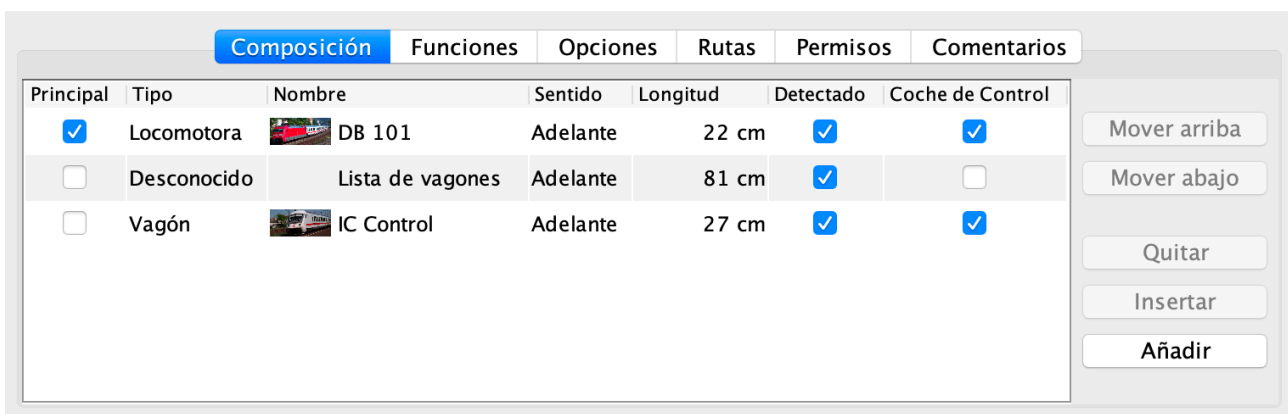 Composición Funciones Opciones Rutas Permisos Comentarios
Principal Tipo Nombre Sentido Longitud Detectado Coche de Control
Locomotora DB 101 Adelante 22 cm
Desconocido Lista de vagones Adelante 81 cm
Vagón IC Control Adelante 27 cm
Mover arriba
Mover abajo
Quitar
Insertar
Añadir